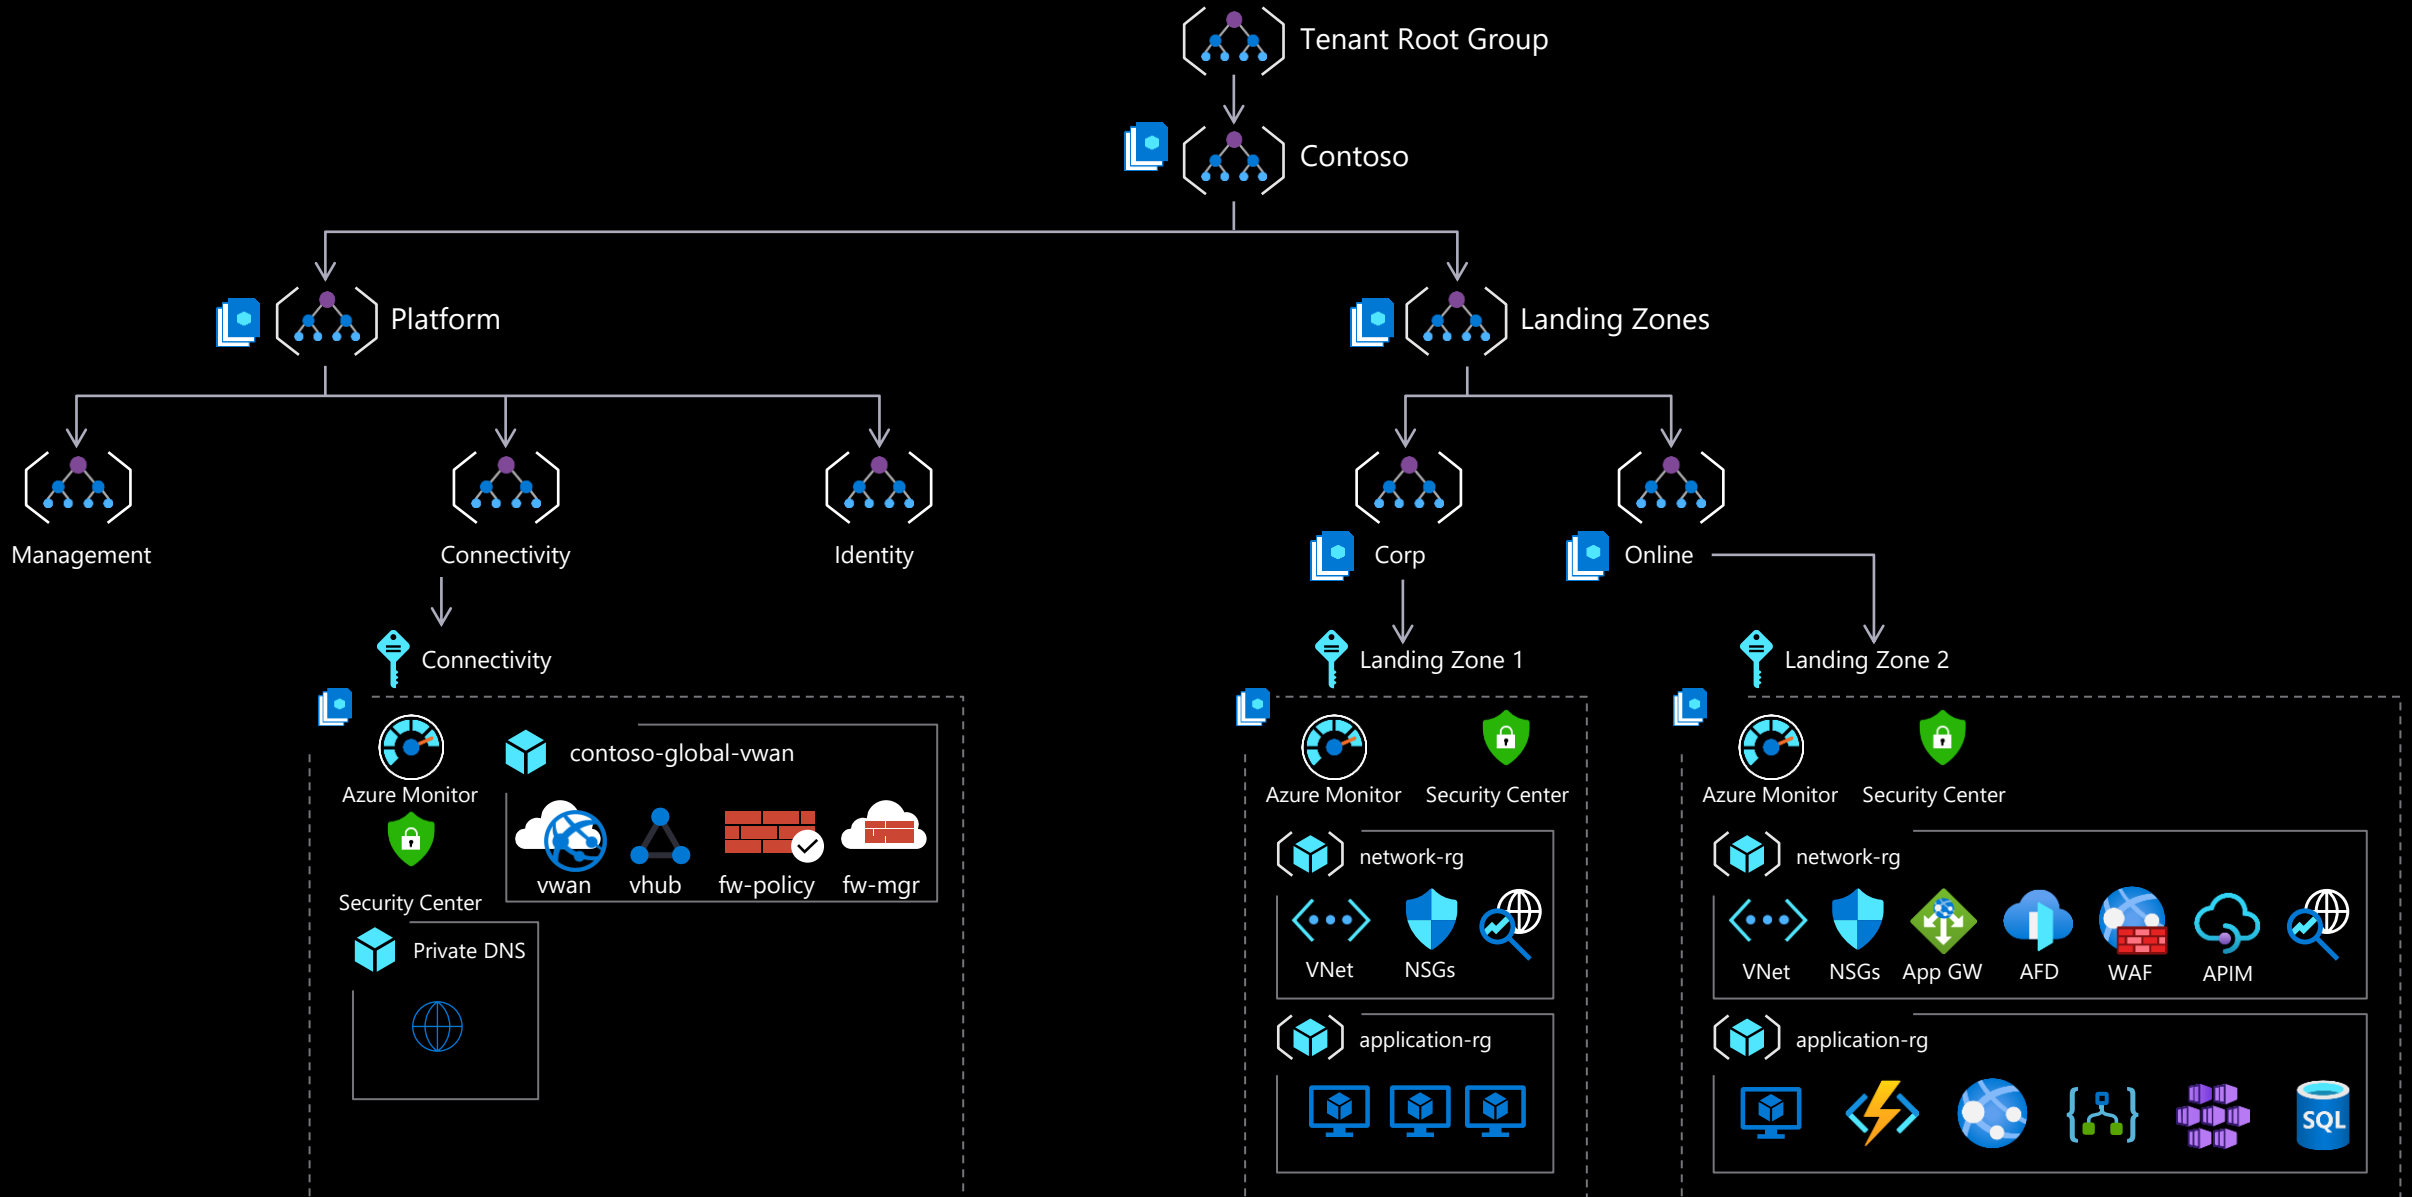 Tenant Root Group
Contoso
Platform
Landing Zones
Management
Connectivity
Identity
Corp
Online
Connectivity
Landing Zone 1
Landing Zone 2
Azure Monitor
Security Center
contoso-global-vwan
vwan
vhub
fw-policy
fw-mgr
Private DNS
Azure Monitor
Security Center
network-rg
VNet
NSGs
application-rg
Azure Monitor
Security Center
network-rg
VNet
NSGs
App GW
AFD
WAF
APIM
application-rg
SQL